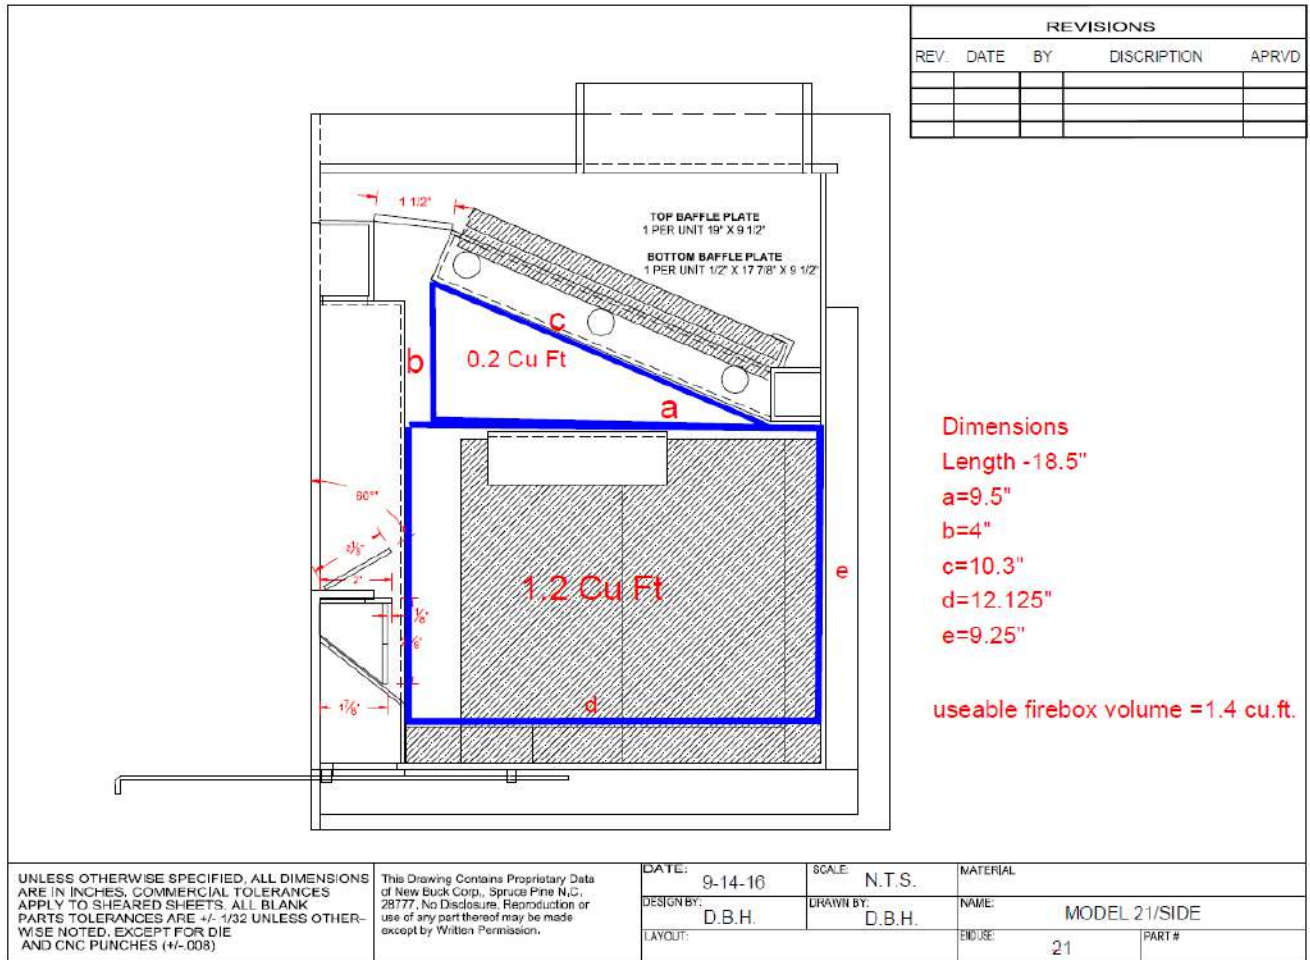 REVISIONS
REV. DATE BY DISCRIPTION APRVD
1 1/2"
TOP BAFFLE PLATE
1 PER UNIT 19" X 9 1/2"
BOTTOM BAFFLE PLATE
1 PER UNIT 1/2" X 17 7/8" X 9 1/2"
c
b
0.2 Cu Ft
a
Dimensions
Length -18.5"
a=9.5"
b=4"
c=10.3"
d=12.125"
e=9.25"
60°
2"
e
1.2 Cu Ft
1/8"
d
1 7/8"
useable firebox volume =1.4 cu.ft.
UNLESS OTHERWISE SPECIFIED, ALL DIMENSIONS
ARE IN INCHES, COMMERCIAL TOLERANCES
APPLY TO SHEARED SHEETS. ALL BLANK
PARTS TOLERANCES ARE +/- 1/32 UNLESS OTHER-
WISE NOTED. EXCEPT FOR DIE
AND CNC PUNCHES (+/-.008)
This Drawing Contains Proprietary Data
of New Buck Corp., Spruce Pine N.C.
28777. No Disclosure, Reproduction or
use of any part thereof may be made
except by Written Permission.
DATE: 9-14-16
SCALE: N.T.S.
MATERIAL
DESIGN BY: D.B.H.
DRAWN BY: D.B.H.
NAME: MODEL 21/SIDE
LAYOUT:
END USE: 21
PART #